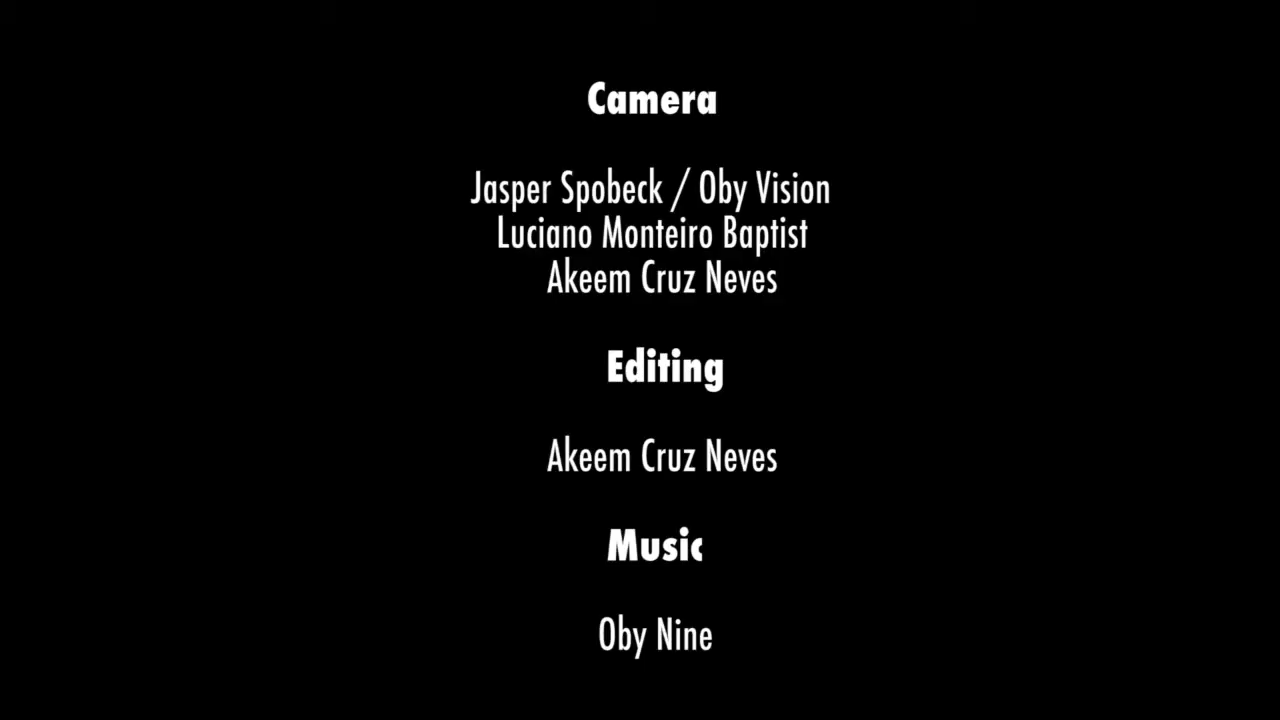 Camera
Jasper Spobeck / Oby Vision
Luciano Monteiro Baptist
Akeem Cruz Neves
Editing
Akeem Cruz Neves
Music
Oby Nine